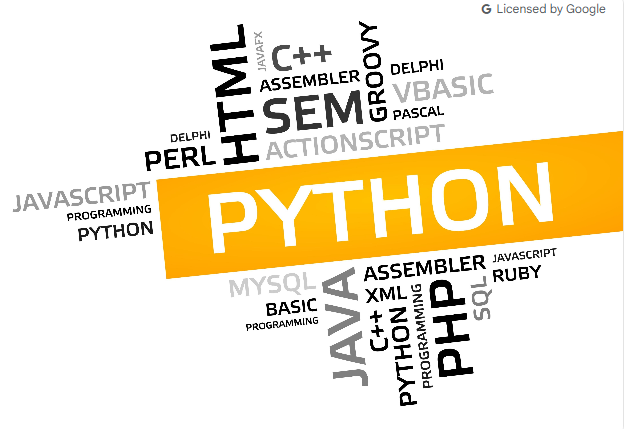 Licensed by Google
HTML
JAVAFX
C++
GROOVY
ASSEMBLER
DELPHI
SEM
VBASIC
PASCAL
DELPHI
PERL
ACTIONSCRIPT
JAVASCRIPT
PROGRAMMING
PYTHON
PYTHON
MYSQL
JAVA
ASSEMBLER
JAVASCRIPT
RUBY
BASIC
XML
PROGRAMMING
C++
PYTHON
PROGRAMMING
PHP
SQL